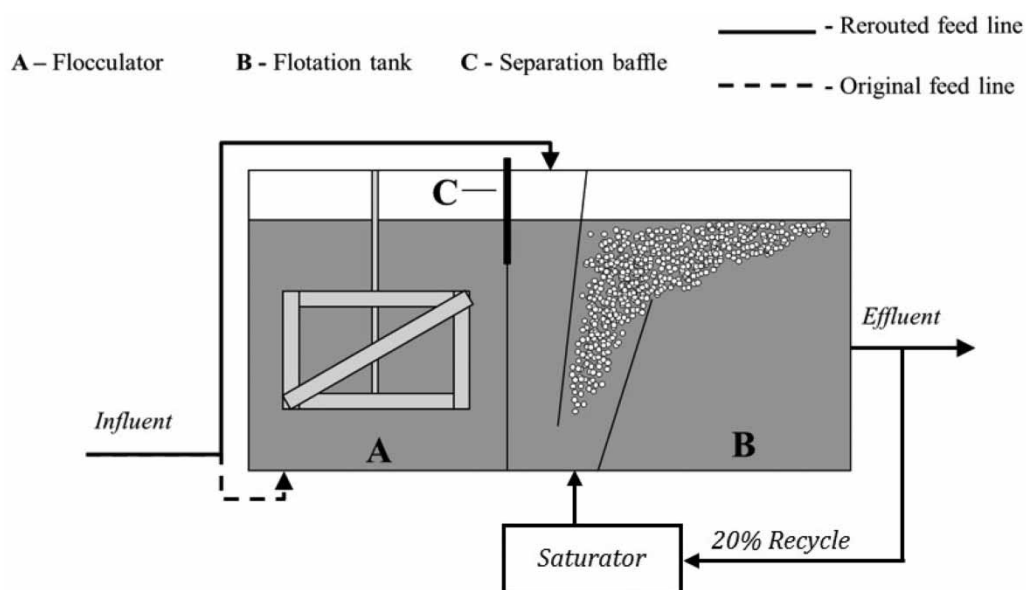 - Rerouted feed line
A – Flocculator B - Flotation tank C - Separation baffle
- Original feed line
C
Effluent
Influent
A
B
Saturator
20% Recycle